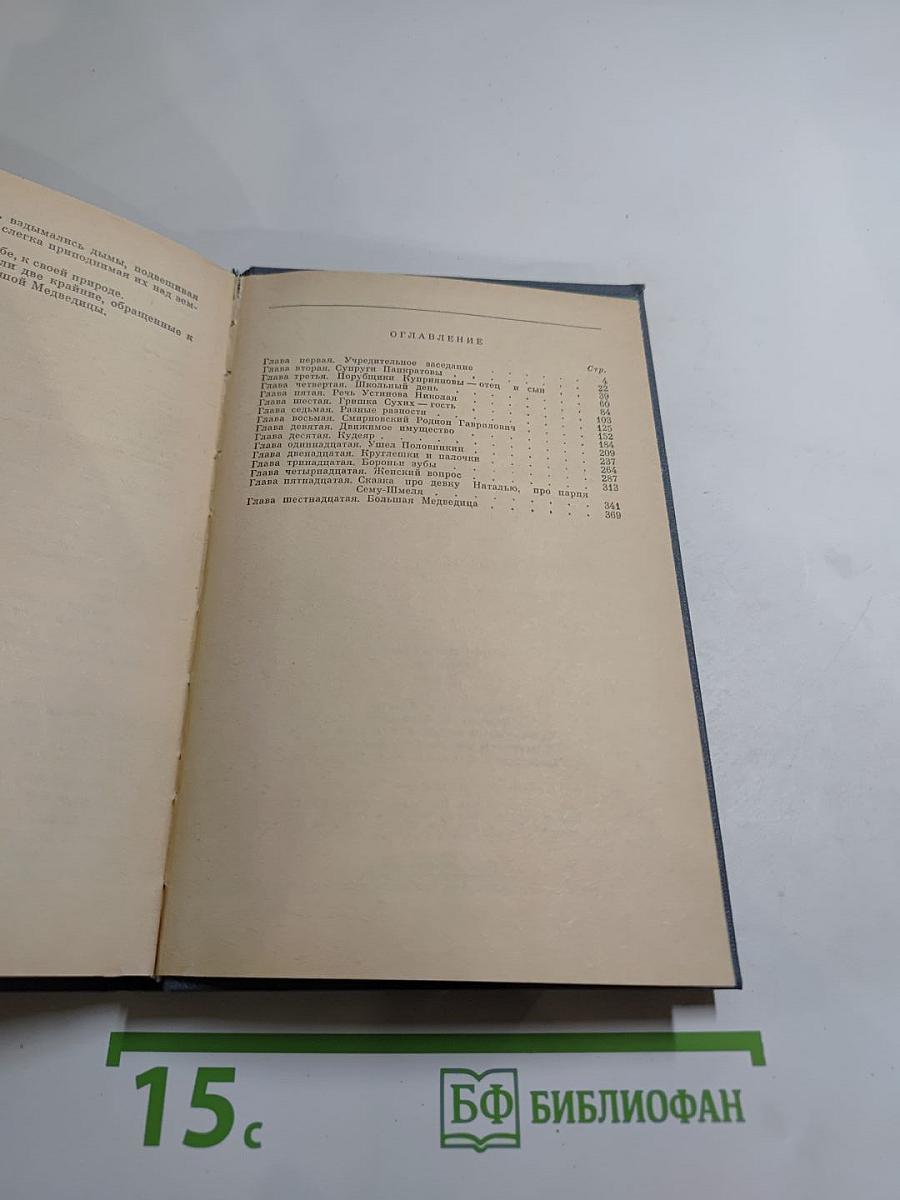 вздымались дымы, подвешивая
слегка приподнимая их над зем-
бе, к своей природе.
ли две крайние, обращенные к
шой Медведицы.
ОГЛАВЛЕНИЕ
Стр.
Глава первая. Учредительное заседание . . . . . . 4
Глава вторая. Супруги Панкратовы . . . . . . . 22
Глава третья. Порубщики Куприяновы — отец и сын . . . 39
Глава четвертая. Школьный день . . . . . . . 60
Глава пятая. Речь Устинова Николая . . . . . . 84
Глава шестая. Гришка Сухих — гость . . . . . . 103
Глава седьмая. Разные разности . . . . . . . 125
Глава восьмая. Смирновский Родион Гаврилович . . . . 152
Глава девятая. Движимое имущество . . . . . . 184
Глава десятая. Кудеяр . . . . . . . . . 209
Глава одиннадцатая. Ушел Половинкин . . . . . . 237
Глава двенадцатая. Круглешки и палочки . . . . . 264
Глава тринадцатая. Бороньи зубы . . . . . . . 287
Глава четырнадцатая. Женский вопрос . . . . . . 313
Глава пятнадцатая. Сказка про девку Наталью, про парня
Сему-Шмеля . . . . . . . 341
Глава шестнадцатая. Большая Медведица . . . . . . 369
15 с
БФ БИБЛИОФАН